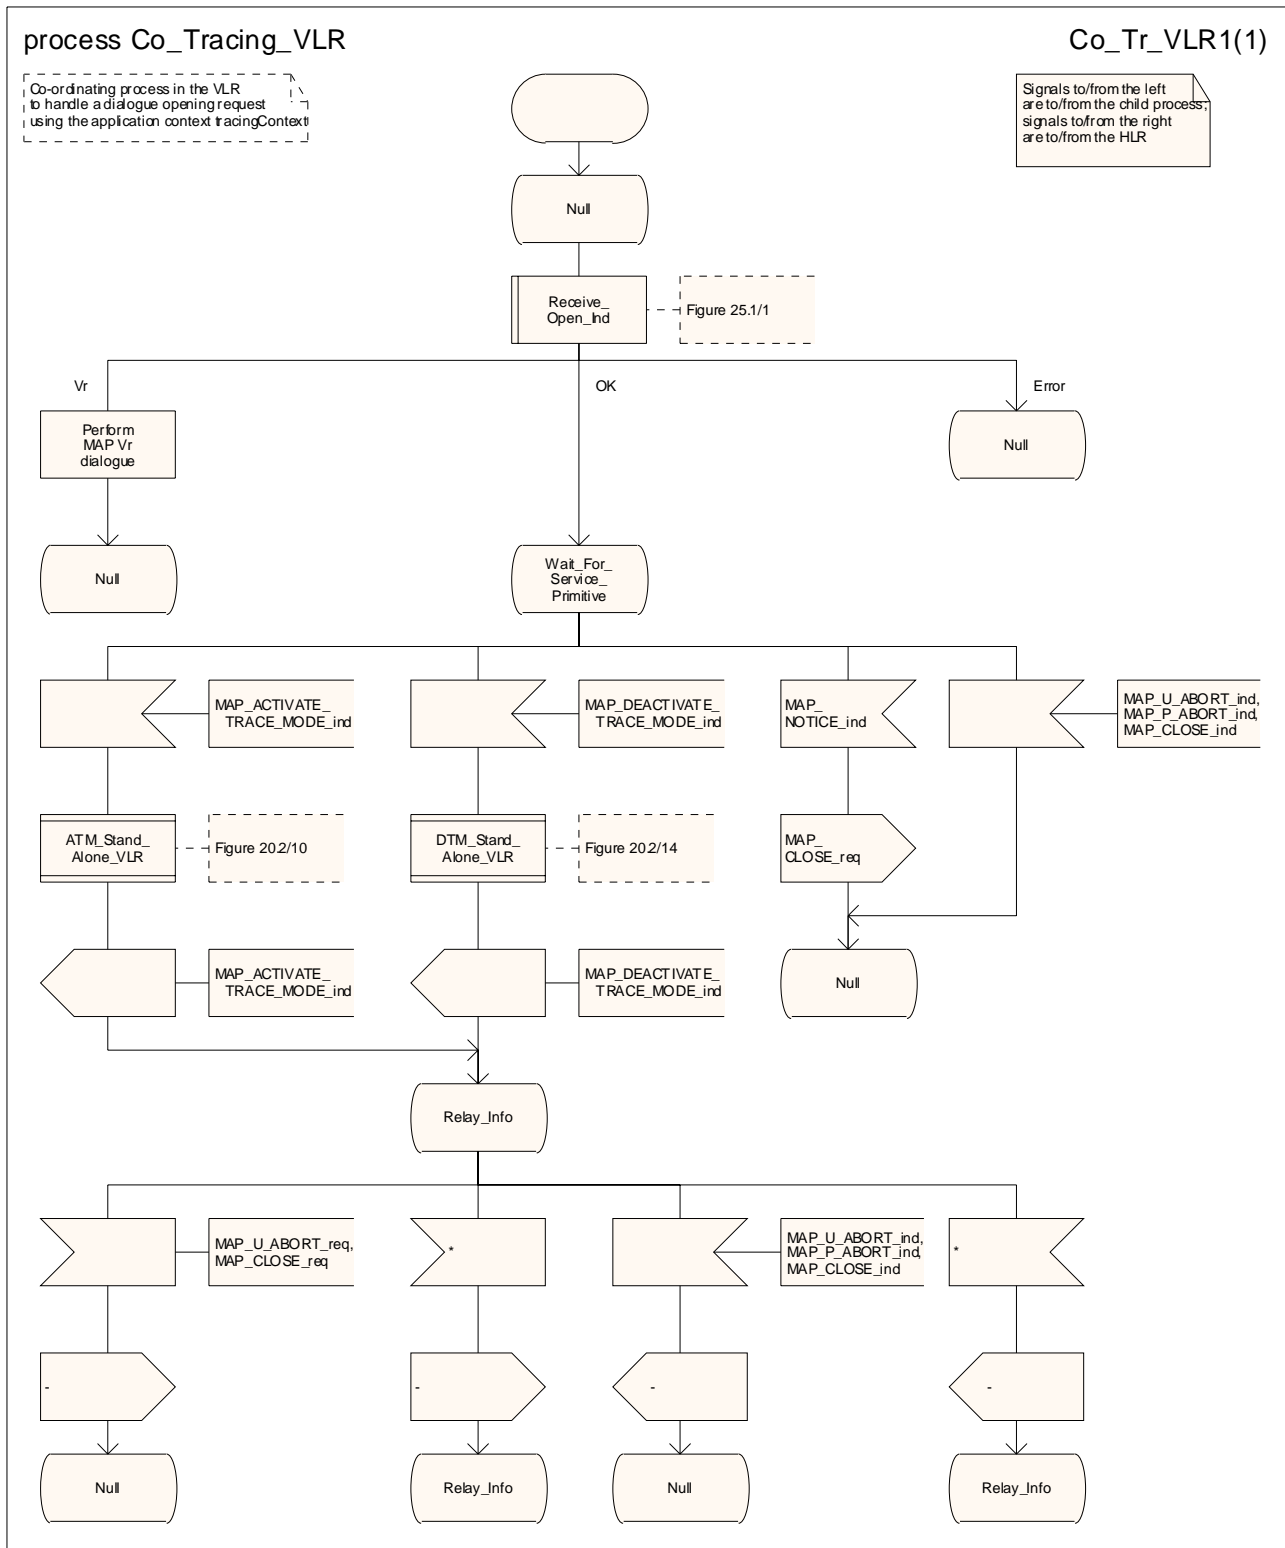 process Co_Tracing_VLR
Co_Tr_VLR1(1)
Co-ordinating process in the VLR
to handle a dialogue opening request
using the application context tracingContext
Signals to/from the left
are to/from the child process;
signals to/from the right
are to/from the HLR
Null
Receive_
Open_Ind
Figure 25.1/1
Vr
OK
Error
Perform
MAP Vr
dialogue
Null
Null
Wait_For_
Service_
Primitive
MAP_ACTIVATE_
TRACE_MODE_ind
MAP_DEACTIVATE_
TRACE_MODE_ind
MAP_
NOTICE_ind
MAP_U_ABORT_ind,
MAP_P_ABORT_ind,
MAP_CLOSE_ind
ATM_Stand_
Alone_VLR
Figure 20.2/10
DTM_Stand_
Alone_VLR
Figure 20.2/14
MAP_
CLOSE_req
MAP_ACTIVATE_
TRACE_MODE_ind
MAP_DEACTIVATE_
TRACE_MODE_ind
Null
Relay_Info
MAP_U_ABORT_req,
MAP_CLOSE_req
*
MAP_U_ABORT_ind,
MAP_P_ABORT_ind,
MAP_CLOSE_ind
*
-
-
-
-
Null
Relay_Info
Null
Relay_Info